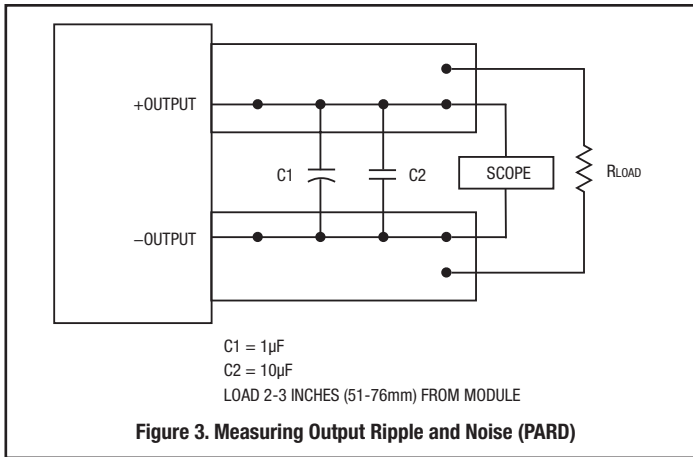 +OUTPUT
C1
C2
SCOPE
RLOAD
–OUTPUT
C1 = 1µF
C2 = 10µF
LOAD 2-3 INCHES (51-76mm) FROM MODULE
Figure 3. Measuring Output Ripple and Noise (PARD)